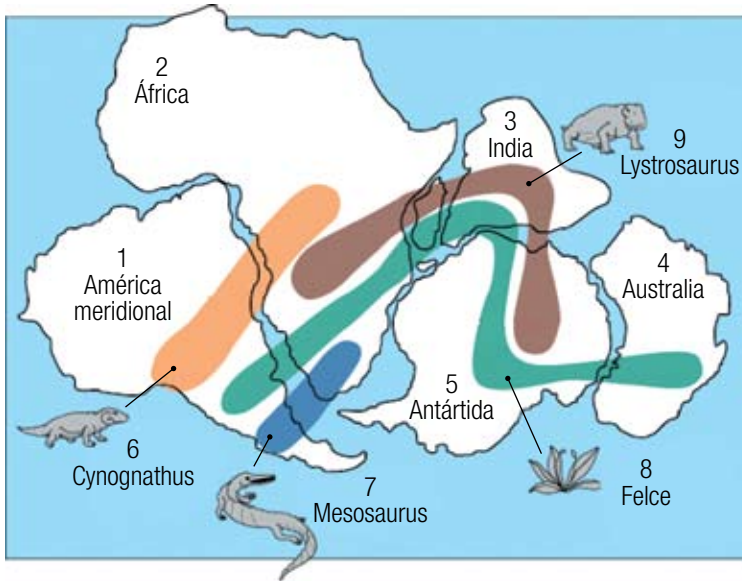 2
África
3
India
9
Lystrosaurus
1
América
meridional
4
Australia
5
Antártida
6
Cynognathus
7
Mesosaurus
8
Felce